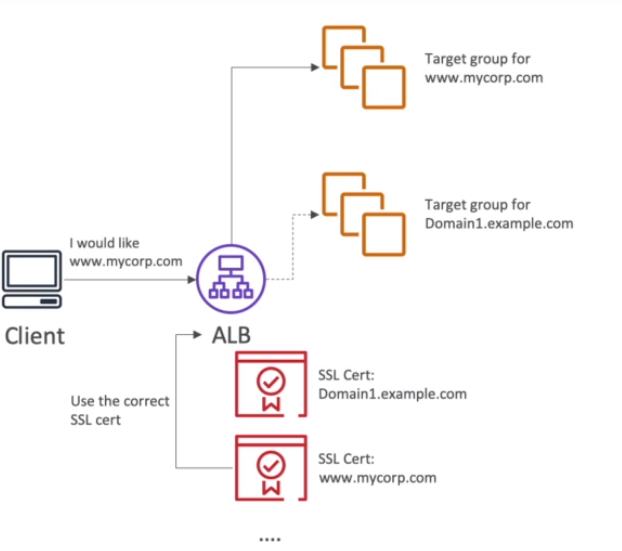 Target group for
www.mycorp.com
Target group for
Domain1.example.com
I would like
www.mycorp.com
Client
ALB
SSL Cert:
Domain1.example.com
Use the correct
SSL cert
SSL Cert:
www.mycorp.com
....